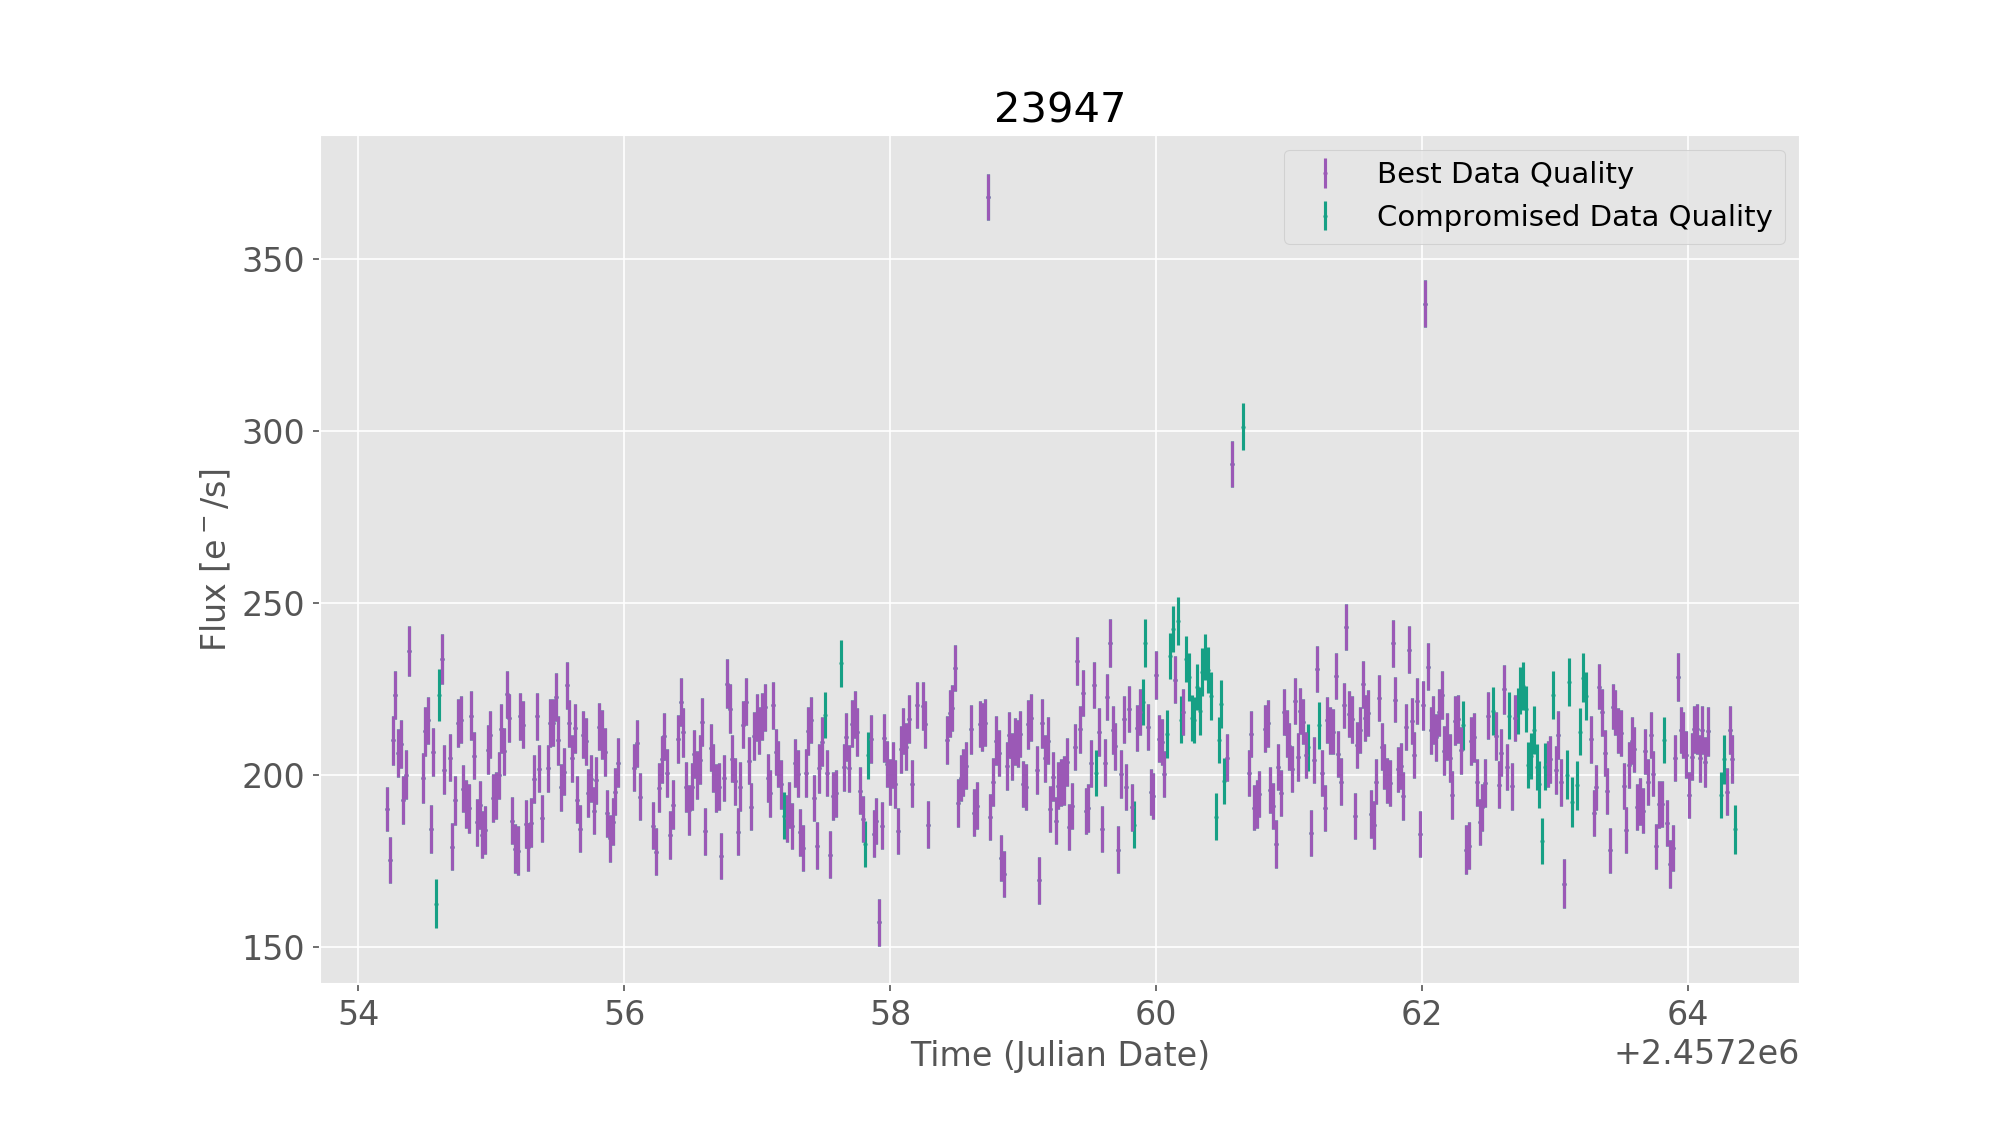 23947
Best Data Quality
Compromised Data Quality
350
300
250
200
150
Flux [e⁻/s]
54 56 58 60 62 64
Time (Julian Date)
+2.4572e6